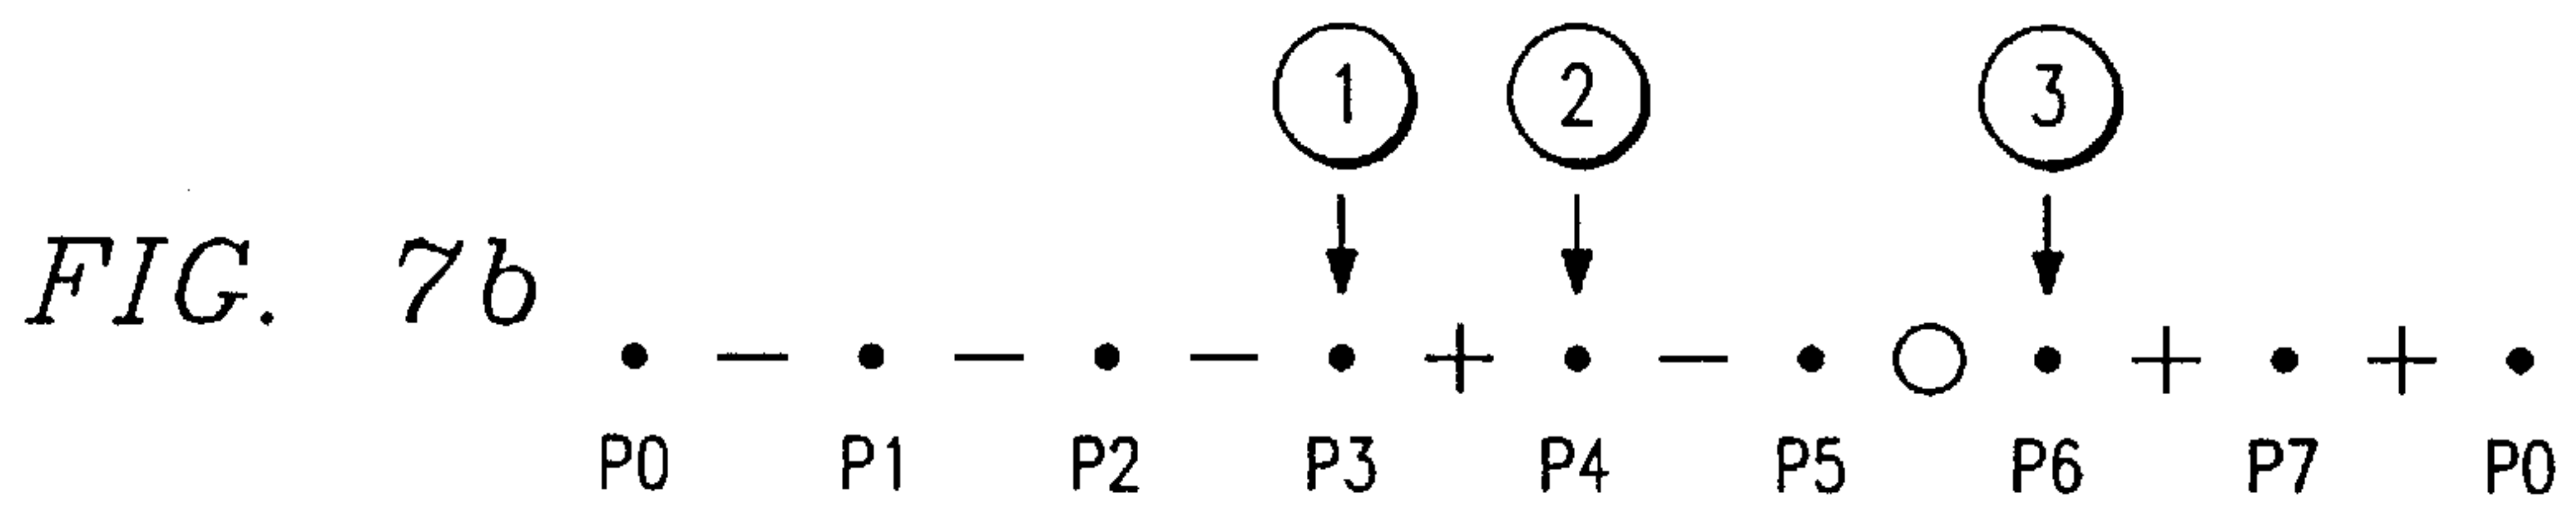 1 2 3
FIG. 7b
— — — + — ○ + +
P0 P1 P2 P3 P4 P5 P6 P7 P0